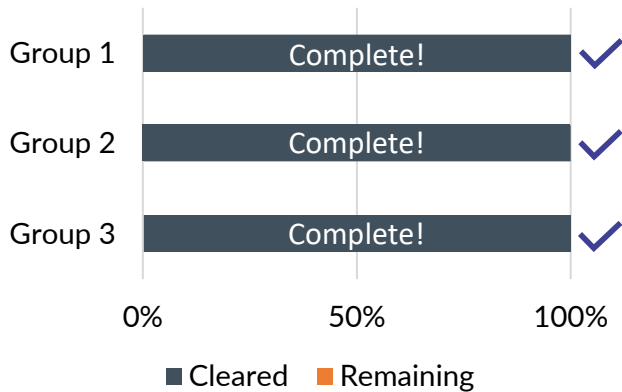 Group 1 Complete!
Group 2 Complete!
Group 3 Complete!
0% 50% 100%
Cleared Remaining